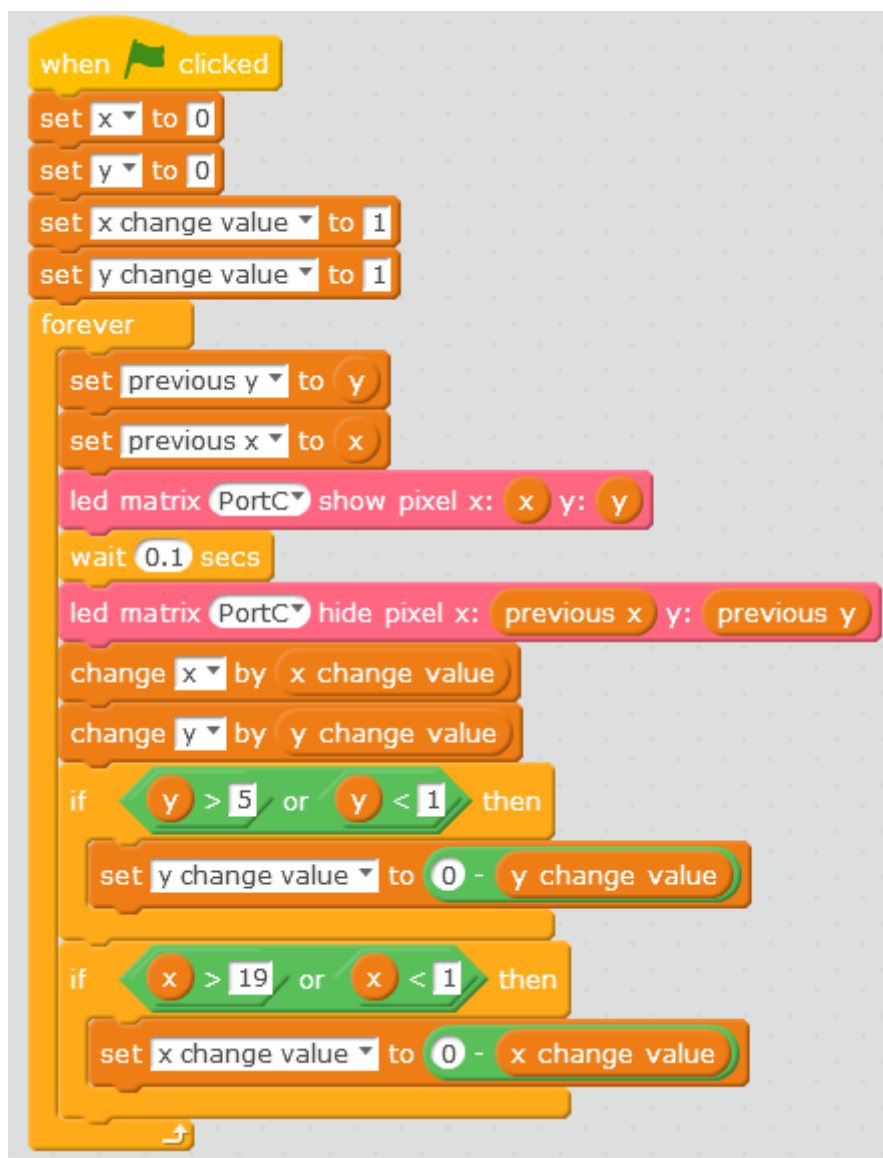 when clicked
set x to 0
set y to 0
set x change value to 1
set y change value to 1
forever
set previous y to y
set previous x to x
led matrix PortC show pixel x: x y: y
wait 0.1 secs
led matrix PortC hide pixel x: previous x y: previous y
change x by x change value
change y by y change value
if y > 5 or y < 1 then
set y change value to 0 - y change value
if x > 19 or x < 1 then
set x change value to 0 - x change value